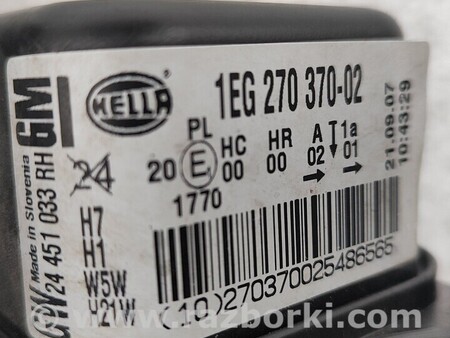 HELLA
1EG 270 370-02
PL
20 E HC HR A 1a
00 00 02 01
1770
21.09.07
10:43:29
GM
Made in Slovenia
24 451 033 RH
24
H7
H1
W5W
H21W
(10)270370025486565
www.razborki.com